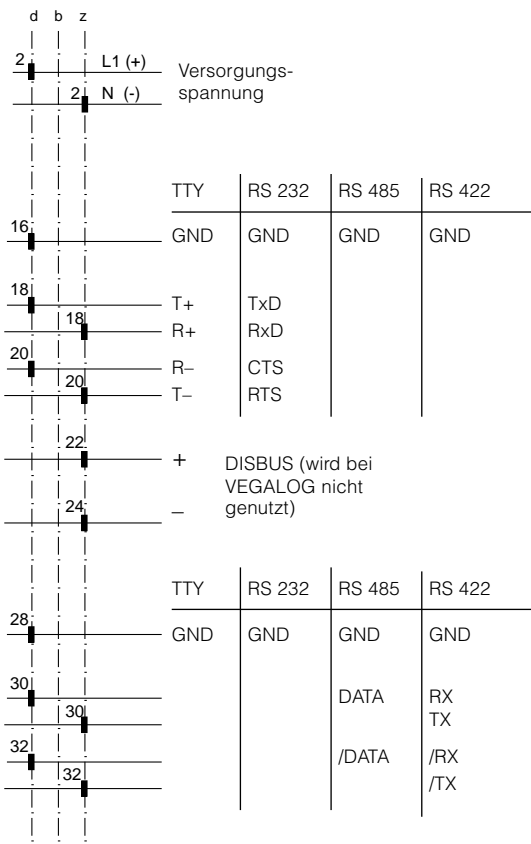 d b z
2 L1 (+) Versorgungs-
2 N (-) spannung
TTY RS 232 RS 485 RS 422
16 GND GND GND GND
18 T+ TxD
18 R+ RxD
20 R– CTS
20 T– RTS
22 + DISBUS (wird bei
VEGALOG nicht
24 – genutzt)
TTY RS 232 RS 485 RS 422
28 GND GND GND GND
30 DATA RX
30 TX
32 /DATA /RX
32 /TX